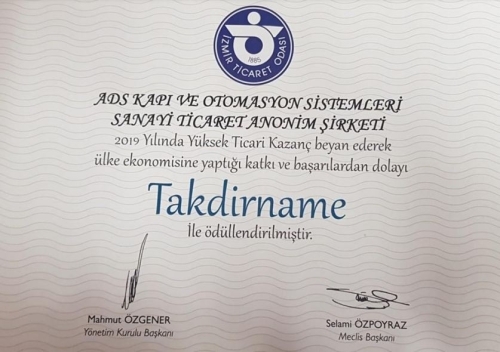 İZMİR TİCARET ODASI
1885
ADS KAPI VE OTOMASYON SİSTEMLERİ
SANAYİ TİCARET ANONİM ŞİRKETİ
2019 Yılında Yüksek Ticari Kazanç beyan ederek
ülke ekonomisine yaptığı katkı ve başarılardan dolayı
Takdirname
İle ödüllendirilmiştir.
Mahmut ÖZGENER
Yönetim Kurulu Başkanı
Selami ÖZPOYRAZ
Meclis Başkanı